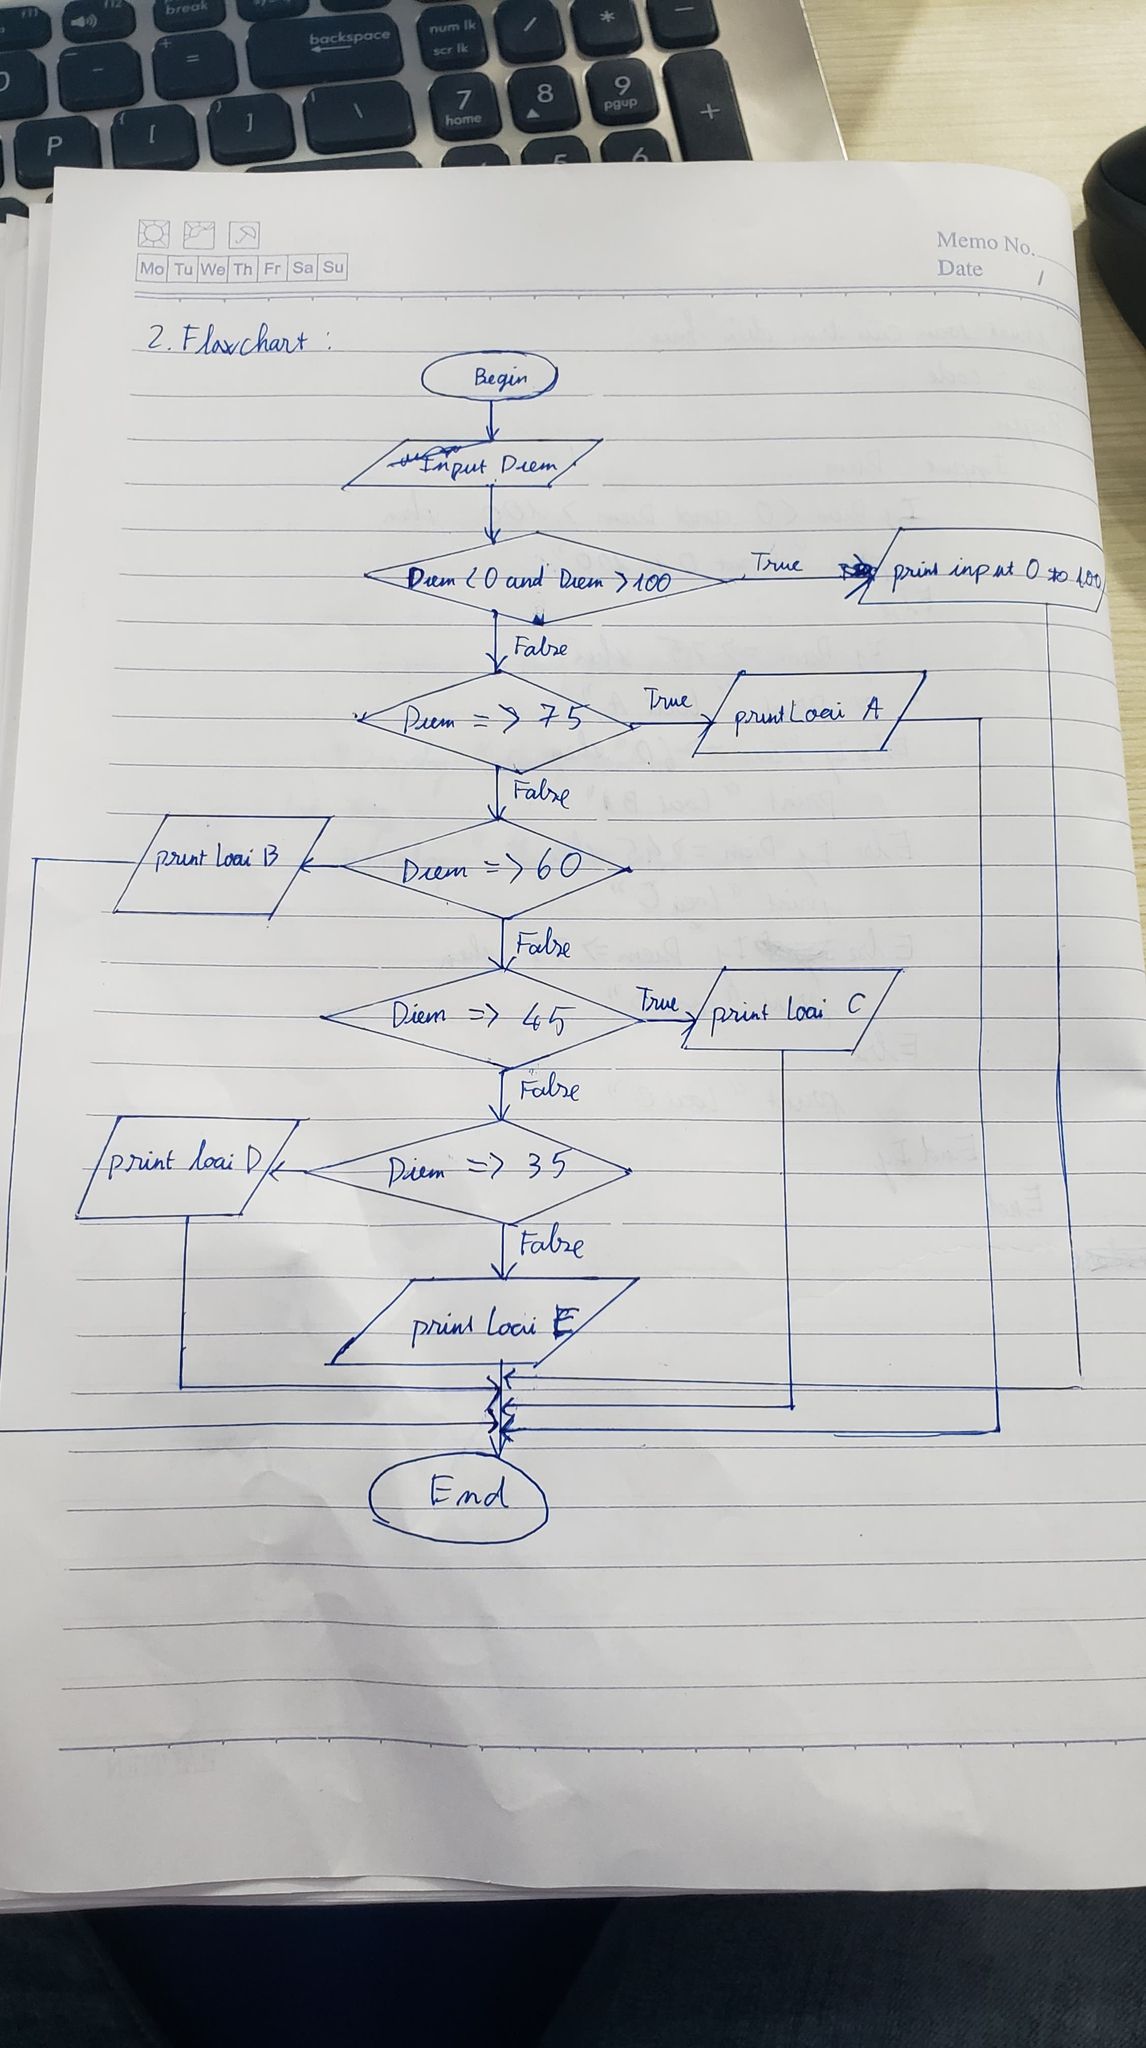 break
backspace
num lk
scr lk
/
*
-
-
+
=
7
home
8
9
pgup
+
P
{
[
]
\
6
Memo No.
Date 1
Mo Tu We Th Fr Sa Su
2. Flowchart :
Begin
Input Diem
Diem < 0 and Diem > 100
True
print input 0 to 100
False
Diem => 75
True
print Loai A
False
Diem => 60
print Loai B
False
Diem => 45
True
print Loai C
False
Diem => 35
print loai D
False
print Loai E
End